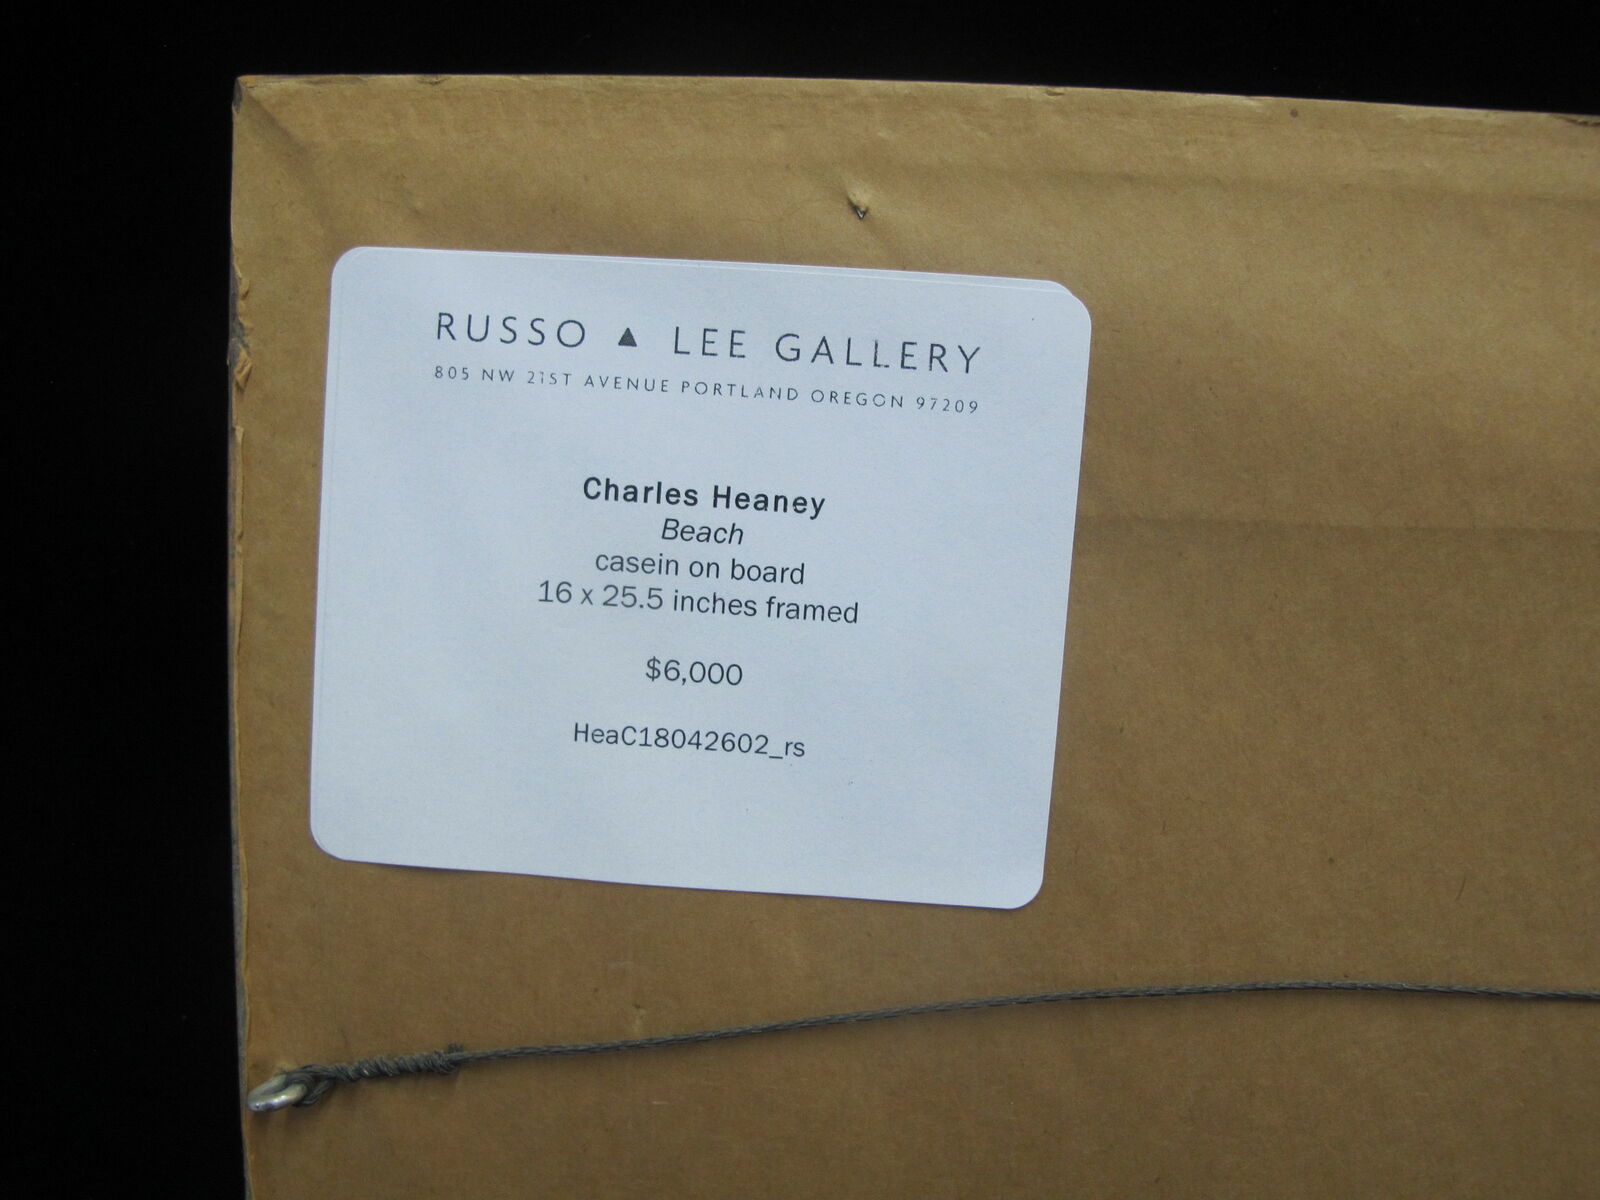 RUSSO ▲ LEE GALLERY
805 NW 21ST AVENUE PORTLAND OREGON 97209
Charles Heaney
Beach
casein on board
16 x 25.5 inches framed
$6,000
HeaC18042602_rs